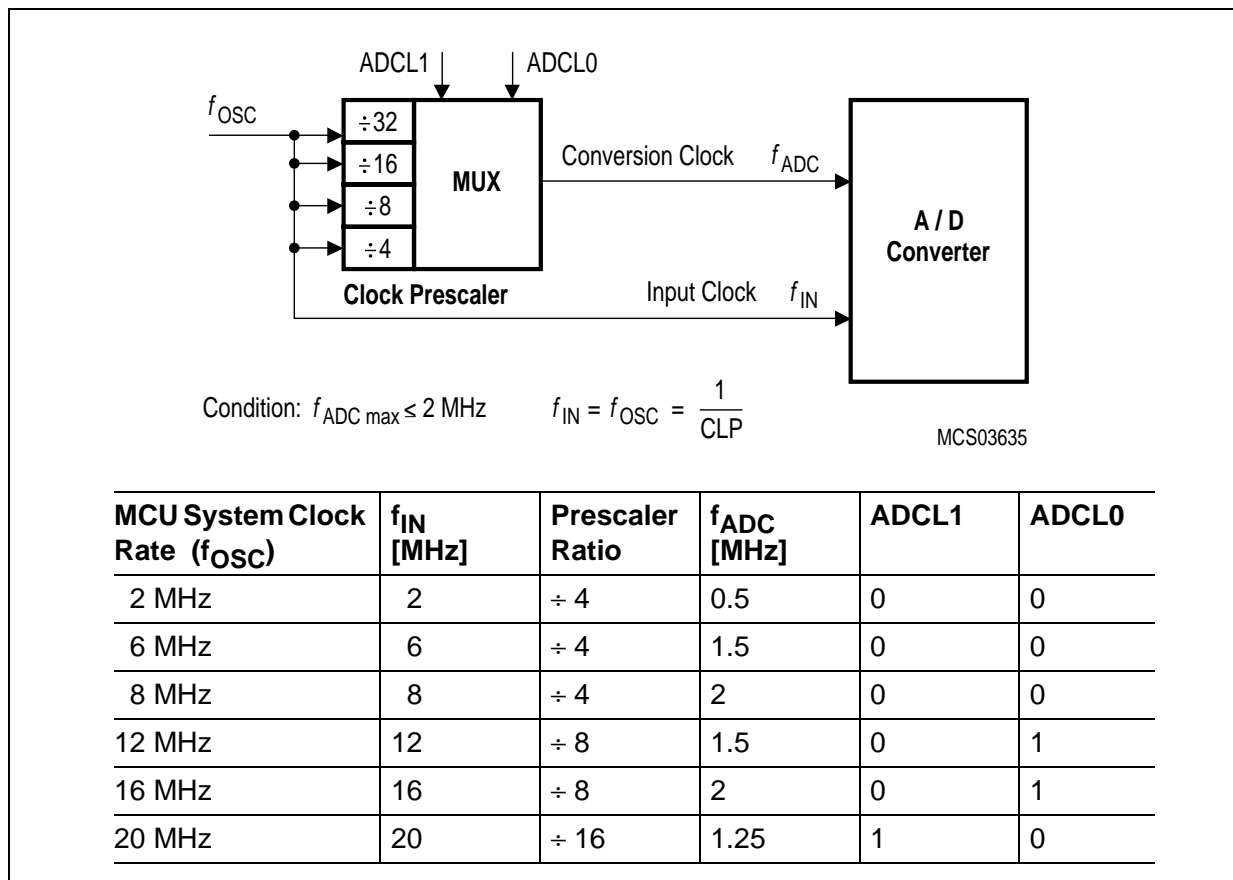 ADCL1 ADCL0
fOSC
÷32
÷16
÷8
÷4
MUX
Clock Prescaler
Conversion Clock fADC
Input Clock fIN
A / D
Converter
Condition: fADC max ≤ 2 MHz fIN = fOSC = 1/CLP
MCS03635
MCU System Clock Rate (fOSC) | fIN [MHz] | Prescaler Ratio | fADC [MHz] | ADCL1 | ADCL0
2 MHz | 2 | ÷ 4 | 0.5 | 0 | 0
6 MHz | 6 | ÷ 4 | 1.5 | 0 | 0
8 MHz | 8 | ÷ 4 | 2 | 0 | 0
12 MHz | 12 | ÷ 8 | 1.5 | 0 | 1
16 MHz | 16 | ÷ 8 | 2 | 0 | 1
20 MHz | 20 | ÷ 16 | 1.25 | 1 | 0